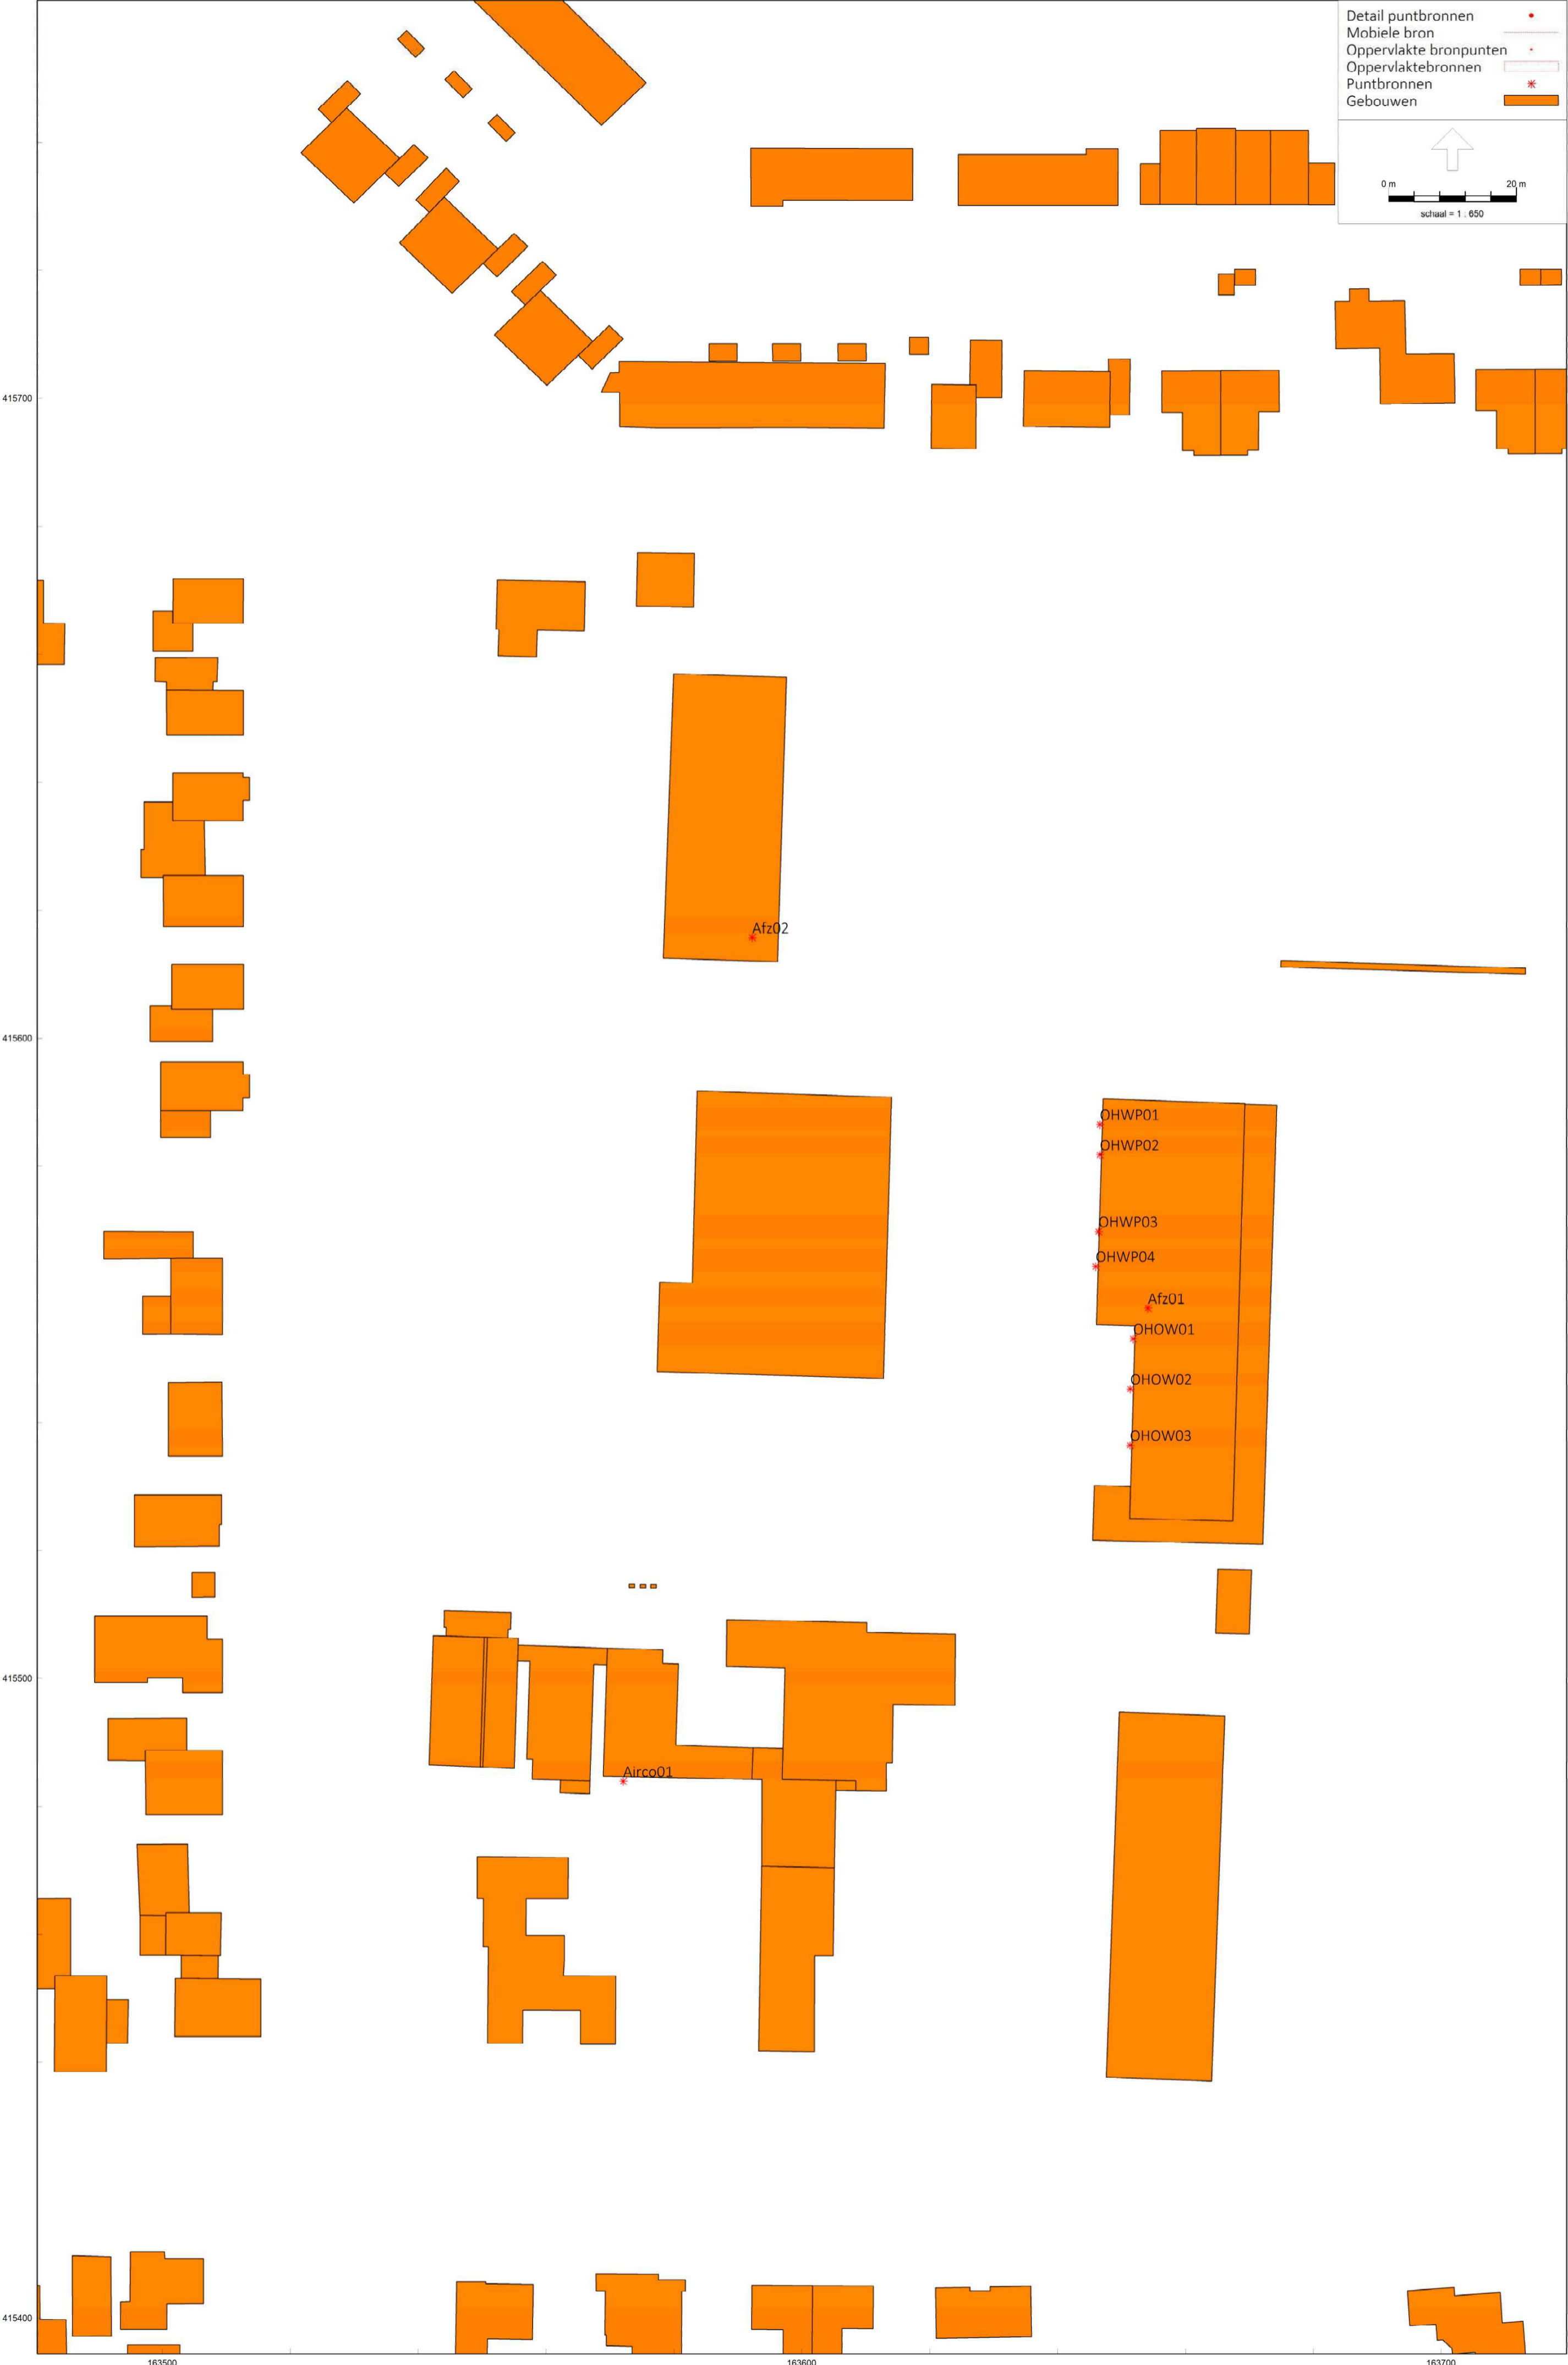 Detail puntbronnen
Mobiele bron
Oppervlakte bronpunten
Oppervlaktebronnen
Puntbronnen
Gebouwen
0 m 20 m
schaal = 1 : 650
415700
Afz02
415600
OHWP01
OHWP02
OHWP03
OHWP04
Afz01
OHOW01
OHOW02
OHOW03
415500
Airco01
415400
163500 163600 163700